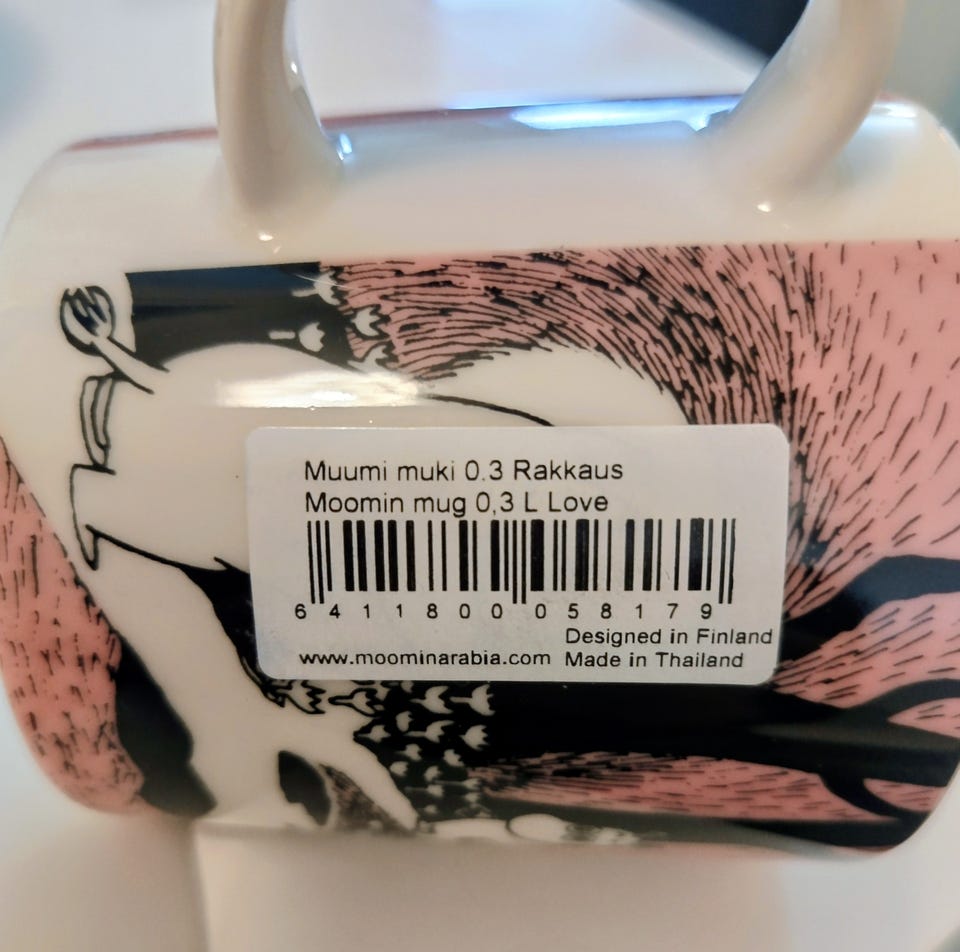 Muumi muki 0.3 Rakkaus
Moomin mug 0,3 L Love
6 411800 058179
Designed in Finland
www.moominarabia.com Made in Thailand